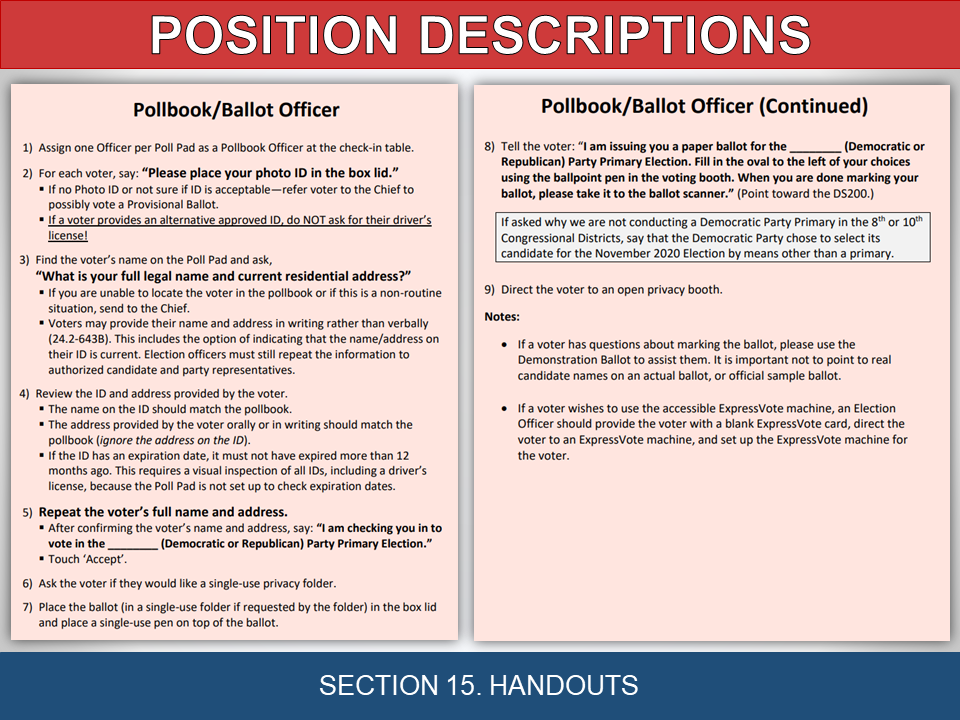 POSITION DESCRIPTIONS
Pollbook/Ballot Officer
1) Assign one Officer per Poll Pad as a Pollbook Officer at the check-in table.
2) For each voter, say: “Please place your photo ID in the box lid.”
▪ If no Photo ID or not sure if ID is acceptable—refer voter to the Chief to
possibly vote a Provisional Ballot.
▪ If a voter provides an alternative approved ID, do NOT ask for their driver’s
license!
3) Find the voter’s name on the Poll Pad and ask,
“What is your full legal name and current residential address?”
▪ If you are unable to locate the voter in the pollbook or if this is a non-routine
situation, send to the Chief.
▪ Voters may provide their name and address in writing rather than verbally
(24.2-643B). This includes the option of indicating that the name/address on
their ID is current. Election officers must still repeat the information to
authorized candidate and party representatives.
4) Review the ID and address provided by the voter.
▪ The name on the ID should match the pollbook.
▪ The address provided by the voter orally or in writing should match the
pollbook (ignore the address on the ID).
▪ If the ID has an expiration date, it must not have expired more than 12
months ago. This requires a visual inspection of all IDs, including a driver’s
license, because the Poll Pad is not set up to check expiration dates.
5) Repeat the voter’s full name and address.
▪ After confirming the voter’s name and address, say: “I am checking you in to
vote in the ________ (Democratic or Republican) Party Primary Election.”
▪ Touch ‘Accept’.
6) Ask the voter if they would like a single-use privacy folder.
7) Place the ballot (in a single-use folder if requested by the folder) in the box lid
and place a single-use pen on top of the ballot.
Pollbook/Ballot Officer (Continued)
8) Tell the voter: “I am issuing you a paper ballot for the ________ (Democratic or
Republican) Party Primary Election. Fill in the oval to the left of your choices
using the ballpoint pen in the voting booth. When you are done marking your
ballot, please take it to the ballot scanner.” (Point toward the DS200.)
If asked why we are not conducting a Democratic Party Primary in the 8th or 10th
Congressional Districts, say that the Democratic Party chose to select its
candidate for the November 2020 Election by means other than a primary.
9) Direct the voter to an open privacy booth.
Notes:
• If a voter has questions about marking the ballot, please use the
Demonstration Ballot to assist them. It is important not to point to real
candidate names on an actual ballot, or official sample ballot.
• If a voter wishes to use the accessible ExpressVote machine, an Election
Officer should provide the voter with a blank ExpressVote card, direct the
voter to an ExpressVote machine, and set up the ExpressVote machine for
the voter.
SECTION 15. HANDOUTS